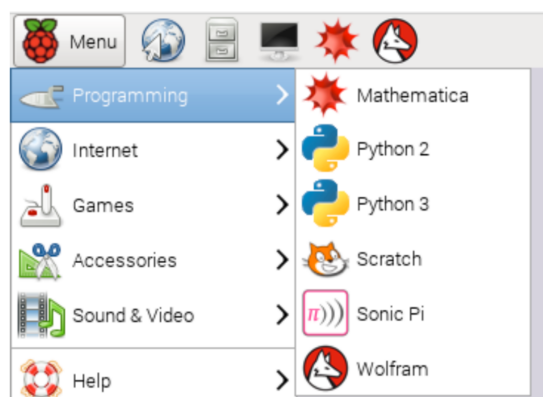 Menu
Programming
Internet
Games
Accessories
Sound & Video
Help
Mathematica
Python 2
Python 3
Scratch
π)))
Sonic Pi
Wolfram